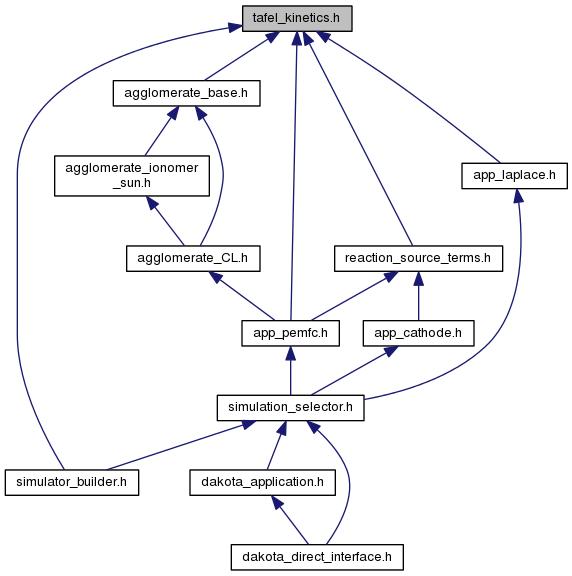 tafel_kinetics.h
agglomerate_base.h
agglomerate_ionomer
_sun.h
app_laplace.h
agglomerate_CL.h
reaction_source_terms.h
app_pemfc.h
app_cathode.h
simulation_selector.h
simulator_builder.h
dakota_application.h
dakota_direct_interface.h